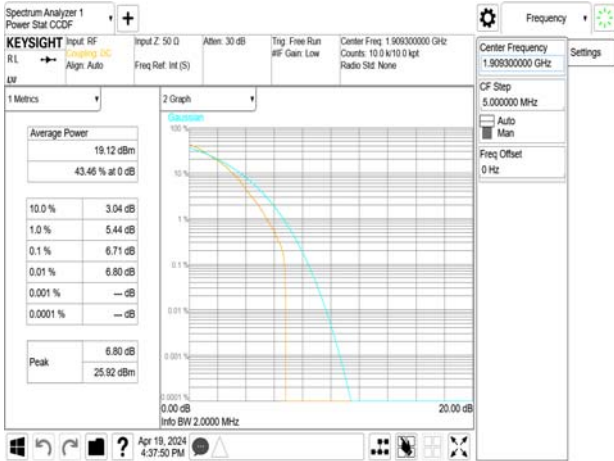 Spectrum Analyzer 1
Power Stat CCDF
Frequency
KEYSIGHT
RL
Input: RF
Coupling: DC
Align: Auto
Input Z: 50 Ω
Freq Ref: Int (S)
Atten: 30 dB
Trig: Free Run
#IF Gain: Low
Center Freq: 1.909300000 GHz
Counts: 10.0 k/10.0 kpt
Radio Std: None
Center Frequency
1.909300000 GHz
Settings
CF Step
5.000000 MHz
Auto
Man
Freq Offset
0 Hz
1 Metrics
Average Power
19.12 dBm
43.46 % at 0 dB
10.0 % 3.04 dB
1.0 % 5.44 dB
0.1 % 6.71 dB
0.01 % 6.80 dB
0.001 % --- dB
0.0001 % --- dB
Peak
6.80 dB
25.92 dBm
2 Graph
Gaussian
100 %
10 %
1 %
0.1 %
0.01 %
0.001 %
0.0001 %
0.00 dB
20.00 dB
Info BW 2.0000 MHz
Apr 19, 2024
4:37:50 PM